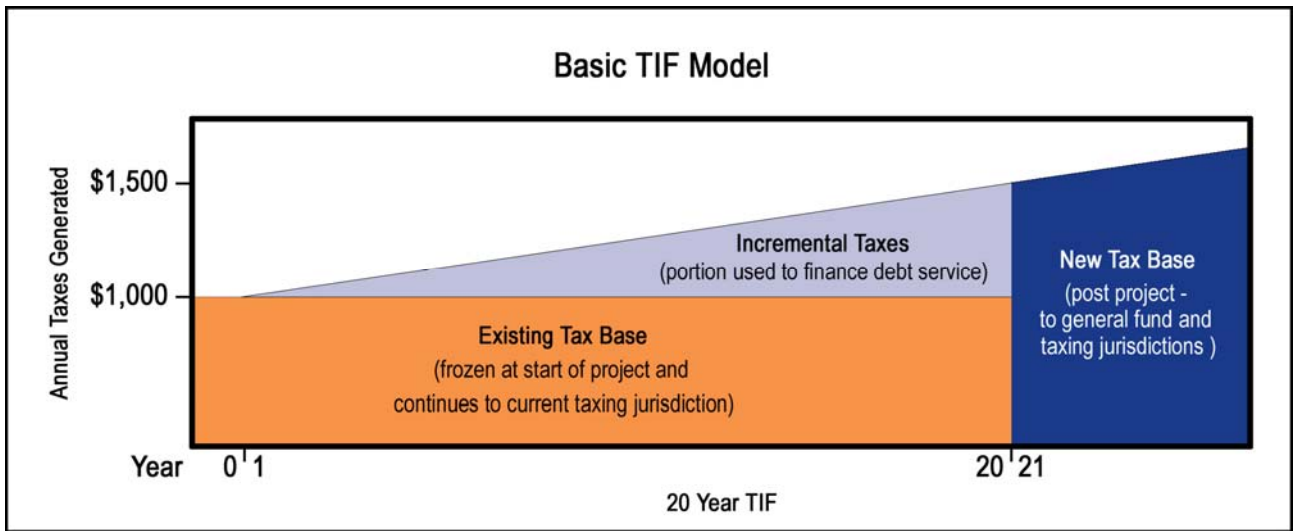 Basic TIF Model
Annual Taxes Generated
$1,500
$1,000
Incremental Taxes
(portion used to finance debt service)
Existing Tax Base
(frozen at start of project and
continues to current taxing jurisdiction)
New Tax Base
(post project -
to general fund and
taxing jurisdictions )
Year 0 1 20 21
20 Year TIF